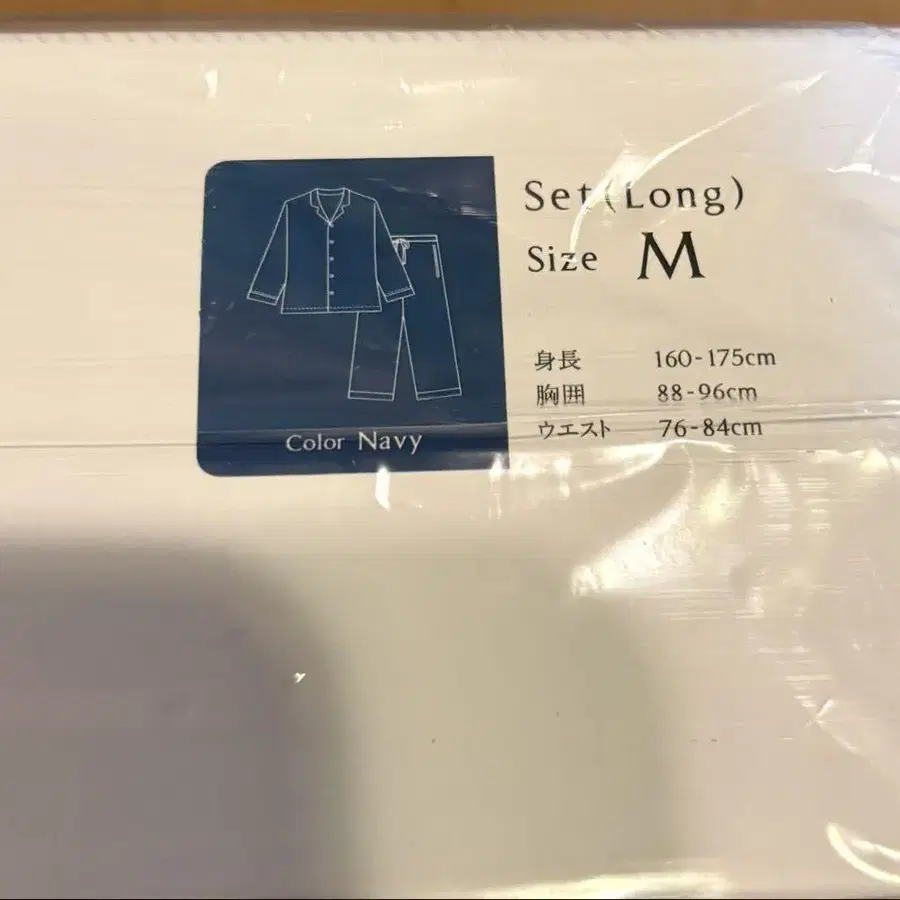 Set(Long)
Size M
身長 160-175cm
胸囲 88-96cm
ウエスト 76-84cm
Color Navy